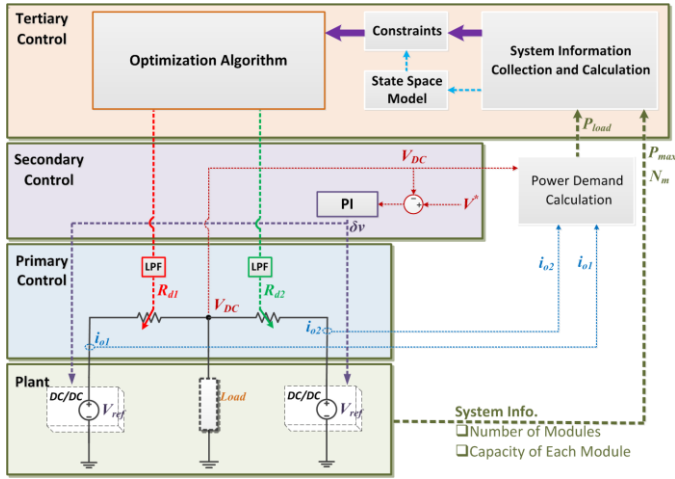 Tertiary
Control
Optimization Algorithm
Constraints
State Space
Model
System Information
Collection and Calculation
P_load
P_max
N_m
Secondary
Control
V_DC
PI
V*
δv
Power Demand
Calculation
Primary
Control
LPF
LPF
R_d1
R_d2
V_DC
i_o2
i_o1
i_o1
i_o2
Plant
DC/DC
V_ref
Load
DC/DC
V_ref
System Info.
❑Number of Modules
❑Capacity of Each Module